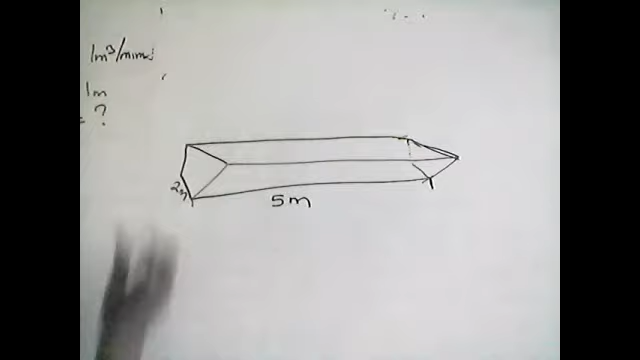 1m³/min
1m
= ?
2m
5m